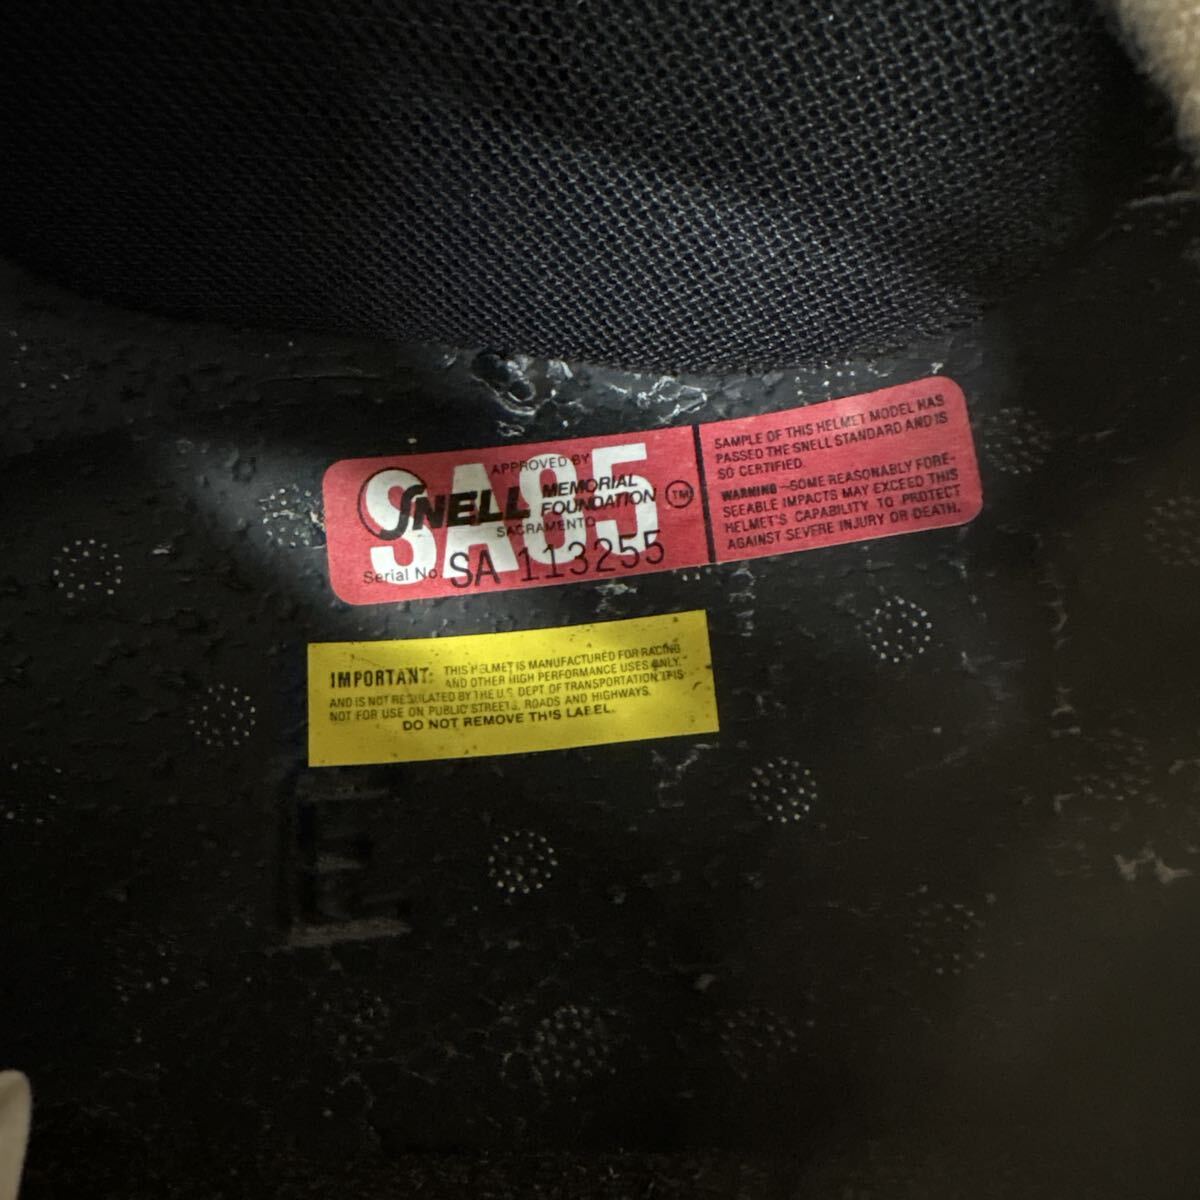 SA95
APPROVED BY
SNELL MEMORIAL
FOUNDATION TM
SACRAMENTO
Serial No. SA 113255
SAMPLE OF THIS HELMET MODEL HAS
PASSED THE SNELL STANDARD AND IS
SO CERTIFIED.
WARNING—SOME REASONABLY FORE-
SEEABLE IMPACTS MAY EXCEED THIS
HELMET'S CAPABILITY TO PROTECT
AGAINST SEVERE INJURY OR DEATH.
IMPORTANT: THIS HELMET IS MANUFACTURED FOR RACING
AND OTHER HIGH PERFORMANCE USES ONLY,
AND IS NOT REGULATED BY THE U.S. DEPT. OF TRANSPORTATION. IT IS
NOT FOR USE ON PUBLIC STREETS, ROADS AND HIGHWAYS.
DO NOT REMOVE THIS LABEL.